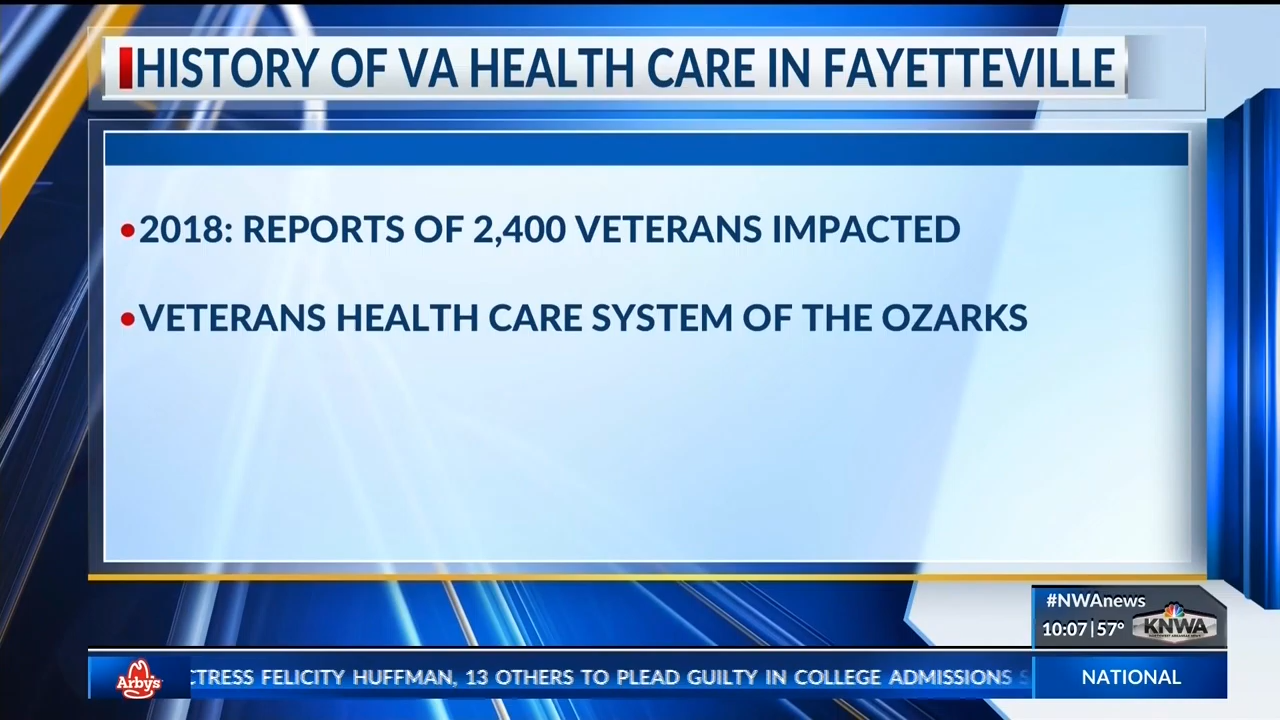 HISTORY OF VA HEALTH CARE IN FAYETTEVILLE
•2018: REPORTS OF 2,400 VETERANS IMPACTED
•VETERANS HEALTH CARE SYSTEM OF THE OZARKS
#NWAnews
10:07|57°
KNWA
Arby's
CTRESS FELICITY HUFFMAN, 13 OTHERS TO PLEAD GUILTY IN COLLEGE ADMISSIONS S
NATIONAL